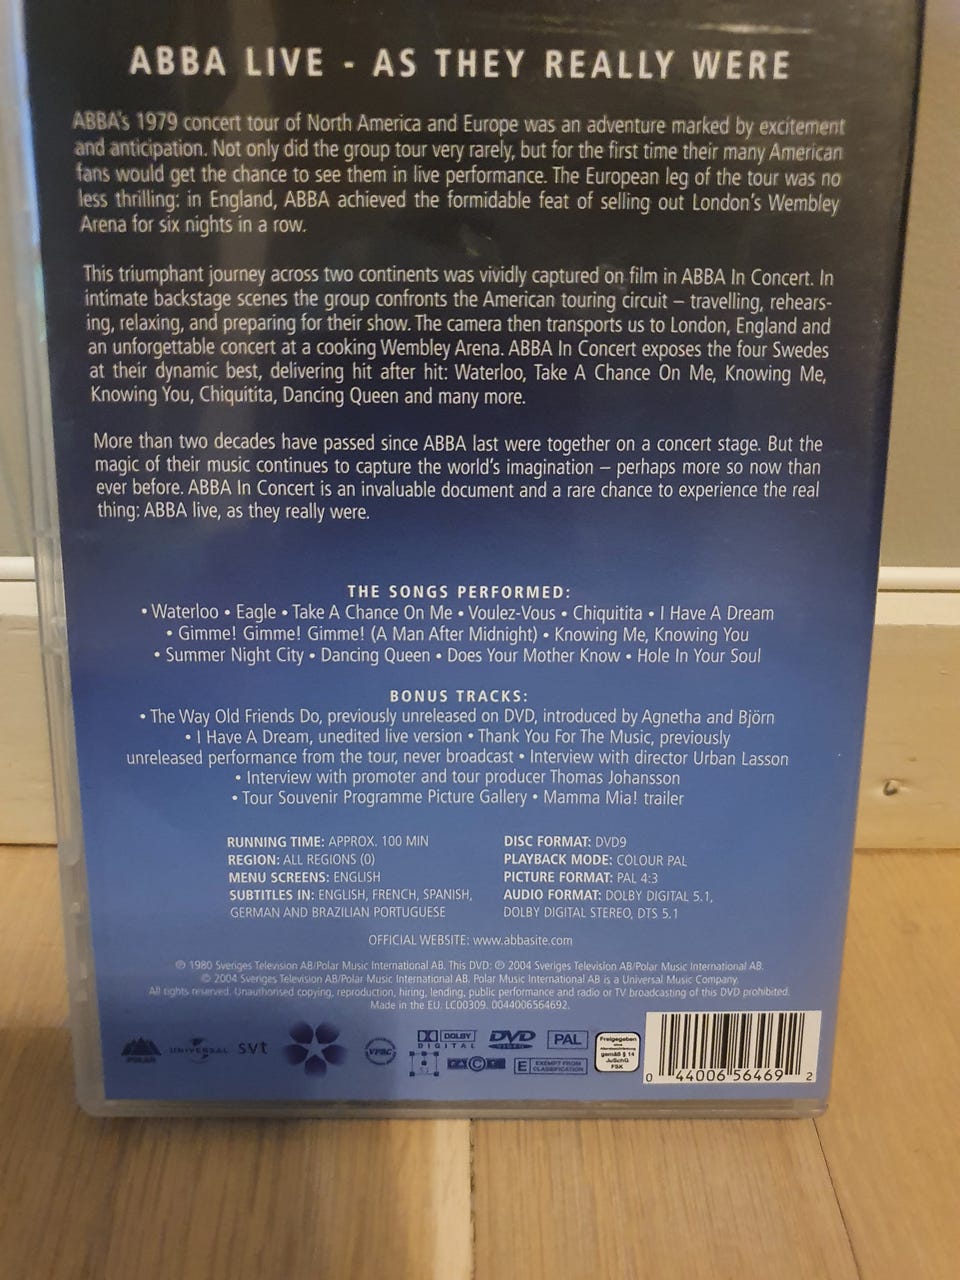 ABBA LIVE - AS THEY REALLY WERE
ABBA's 1979 concert tour of North America and Europe was an adventure marked by excitement
and anticipation. Not only did the group tour very rarely, but for the first time their many American
fans would get the chance to see them in live performance. The European leg of the tour was no
less thrilling: in England, ABBA achieved the formidable feat of selling out London's Wembley
Arena for six nights in a row.
This triumphant journey across two continents was vividly captured on film in ABBA In Concert. In
intimate backstage scenes the group confronts the American touring circuit – travelling, rehears-
ing, relaxing, and preparing for their show. The camera then transports us to London, England and
an unforgettable concert at a cooking Wembley Arena. ABBA In Concert exposes the four Swedes
at their dynamic best, delivering hit after hit: Waterloo, Take A Chance On Me, Knowing Me,
Knowing You, Chiquitita, Dancing Queen and many more.
More than two decades have passed since ABBA last were together on a concert stage. But the
magic of their music continues to capture the world's imagination – perhaps more so now than
ever before. ABBA In Concert is an invaluable document and a rare chance to experience the real
thing: ABBA live, as they really were.
THE SONGS PERFORMED:
• Waterloo • Eagle • Take A Chance On Me • Voulez-Vous • Chiquitita • I Have A Dream
• Gimme! Gimme! Gimme! (A Man After Midnight) • Knowing Me, Knowing You
• Summer Night City • Dancing Queen • Does Your Mother Know • Hole In Your Soul
BONUS TRACKS:
• The Way Old Friends Do, previously unreleased on DVD, introduced by Agnetha and Björn
• I Have A Dream, unedited live version • Thank You For The Music, previously
unreleased performance from the tour, never broadcast • Interview with director Urban Lasson
• Interview with promoter and tour producer Thomas Johansson
• Tour Souvenir Programme Picture Gallery • Mamma Mia! trailer
RUNNING TIME: APPROX. 100 MIN
REGION: ALL REGIONS (0)
MENU SCREENS: ENGLISH
SUBTITLES IN: ENGLISH, FRENCH, SPANISH,
GERMAN AND BRAZILIAN PORTUGUESE
DISC FORMAT: DVD9
PLAYBACK MODE: COLOUR PAL
PICTURE FORMAT: PAL 4:3
AUDIO FORMAT: DOLBY DIGITAL 5.1,
DOLBY DIGITAL STEREO, DTS 5.1
OFFICIAL WEBSITE: www.abbasite.com
℗ 1980 Sveriges Television AB/Polar Music International AB. This DVD: ℗ 2004 Sveriges Television AB/Polar Music International AB.
© 2004 Sveriges Television AB/Polar Music International AB. Polar Music International AB is a Universal Music Company.
All rights reserved. Unauthorised copying, reproduction, hiring, lending, public performance and radio or TV broadcasting of this DVD prohibited.
Made in the EU. LC00309. 0044006564692.
POLAR UNIVERSAL svt VPRC
DOLBY DIGITAL DVD VIDEO PAL
E EXEMPT FROM CLASSIFICATION
Freigegeben
ohne
Altersbeschränkung
gemäß § 14
JuSchG
FSK
0 44006 56469 2